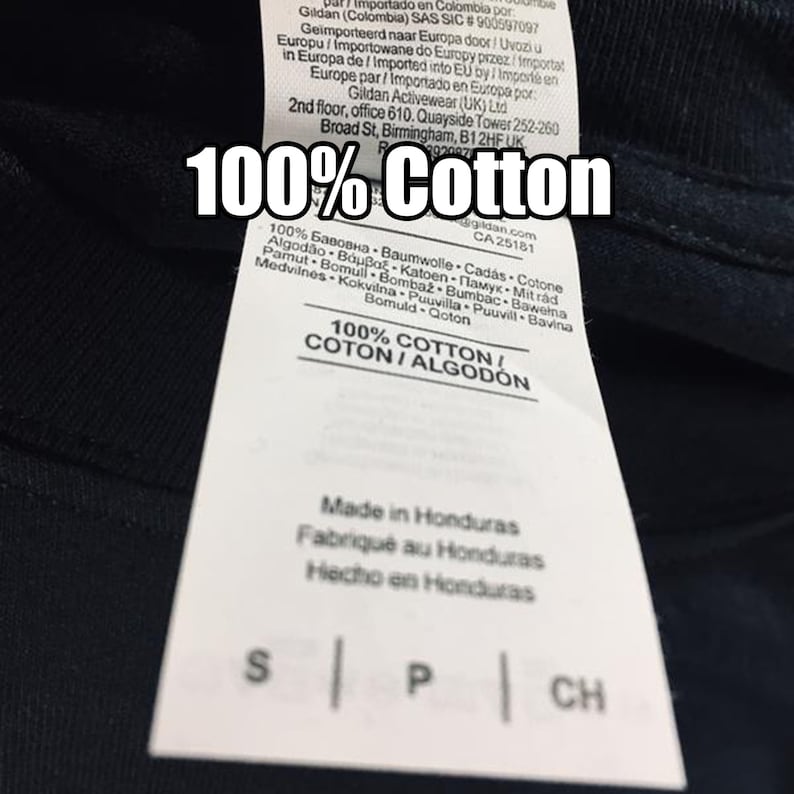 par / Importado en Colombia por:
Gildan (Colombia) SAS SIC # 900597097
Geïmporteerd naar Europa door / Uvozi u
Europu / Importowane do Europy przez / Importat
in Europa de / Imported into EU by / Importé en
Europe par / Importado en Europa por:
Gildan Activewear (UK) Ltd
2nd floor, office 610. Quayside Tower 252-260
Broad St, Birmingham, B1 2HF UK
100% Cotton
@gildan.com
CA 25181
100% Бавовна • Baumwolle • Cadás • Cotone
Algodão • Βάμβαξ • Katoen • Памук • Mit rád
Pamut • Bomull • Bombaž • Bumbac • Bawełna
Medvilnės • Kokvilna • Puuvilla • Puuvill • Bavlna
Bomuld • Qoton
100% COTTON /
COTON / ALGODÓN
Made in Honduras
Fabriqué au Honduras
Hecho en Honduras
S | P | CH